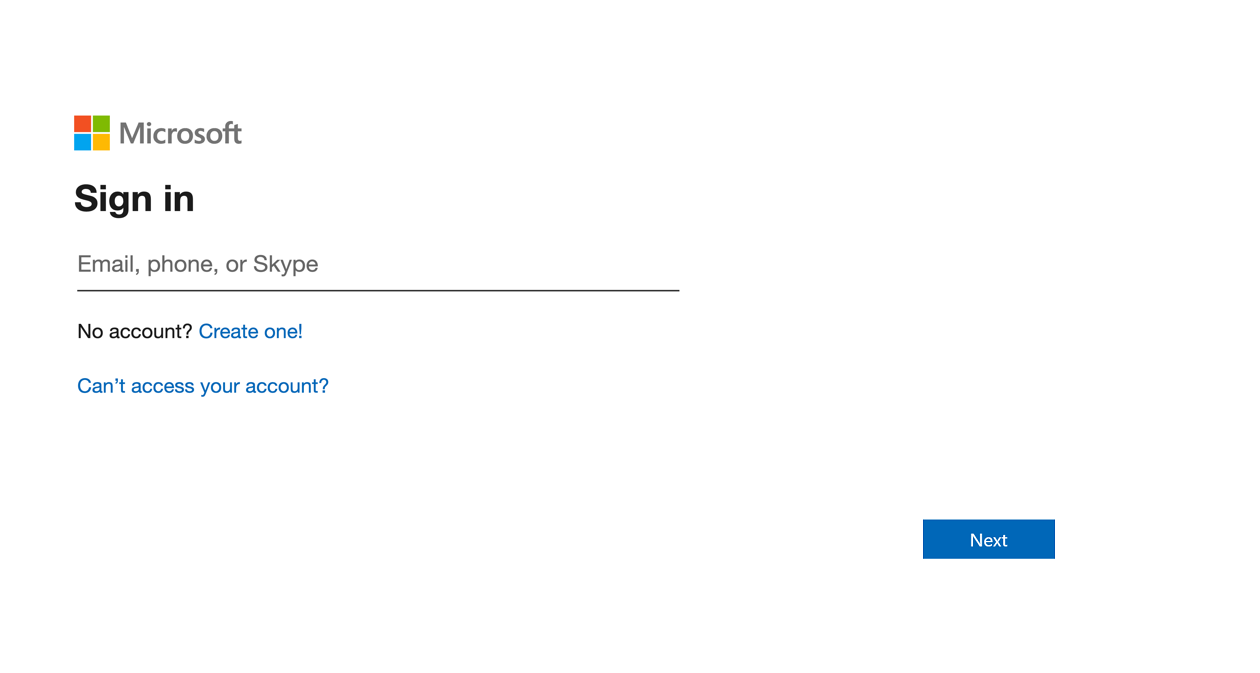 Microsoft
Sign in
Email, phone, or Skype
No account? Create one!
Can’t access your account?
Next